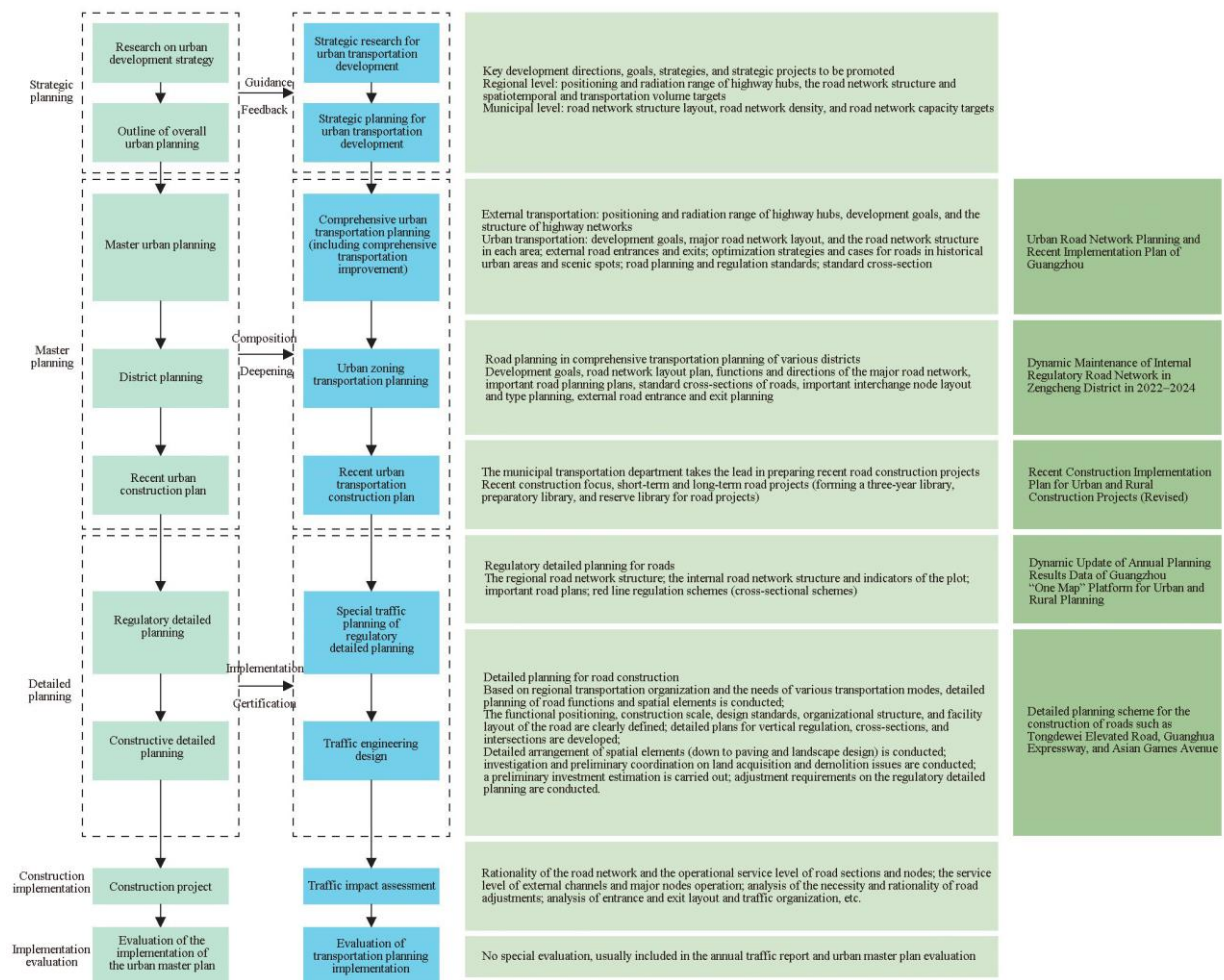 Strategic
planning
Research on urban
development strategy
Outline of overall
urban planning
Guidance
Feedback
Strategic research for
urban transportation
development
Strategic planning for
urban transportation
development
Key development directions, goals, strategies, and strategic projects to be promoted
Regional level: positioning and radiation range of highway hubs, the road network structure and
spatiotemporal and transportation volume targets
Municipal level: road network structure layout, road network density, and road network capacity targets
Master
planning
Master urban planning
Comprehensive urban
transportation planning
(including comprehensive
transportation
improvement)
External transportation: positioning and radiation range of highway hubs, development goals, and the
structure of highway networks
Urban transportation: development goals, major road network layout, and the road network structure
in each area; external road entrances and exits; optimization strategies and cases for roads in historical
urban areas and scenic spots; road planning and regulation standards; standard cross-section
Urban Road Network Planning and
Recent Implementation Plan of
Guangzhou
District planning
Composition
Deepening
Urban zoning
transportation planning
Road planning in comprehensive transportation planning of various districts
Development goals, road network layout plan, functions and directions of the major road network,
important road planning plans, standard cross-sections of roads, important interchange node layout
and type planning, external road entrance and exit planning
Dynamic Maintenance of Internal
Regulatory Road Network in
Zengcheng District in 2022–2024
Recent urban
construction plan
Recent urban
transportation
construction plan
The municipal transportation department takes the lead in preparing recent road construction projects
Recent construction focus, short-term and long-term road projects (forming a three-year library,
preparatory library, and reserve library for road projects)
Recent Construction Implementation
Plan for Urban and Rural
Construction Projects (Revised)
Detailed
planning
Regulatory detailed
planning
Implementation
Certification
Special traffic
planning of
regulatory
detailed planning
Regulatory detailed planning for roads
The regional road network structure; the internal road network structure and indicators of the plot;
important road plans; red line regulation schemes (cross-sectional schemes)
Dynamic Update of Annual Planning
Results Data of Guangzhou
“One Map” Platform for Urban and
Rural Planning
Constructive detailed
planning
Traffic engineering
design
Detailed planning for road construction
Based on regional transportation organization and the needs of various transportation modes, detailed
planning of road functions and spatial elements is conducted;
The functional positioning, construction scale, design standards, organizational structure, and facility
layout of the road are clearly defined; detailed plans for vertical regulation, cross-sections, and
intersections are developed;
Detailed arrangement of spatial elements (down to paving and landscape design) is conducted;
investigation and preliminary coordination on land acquisition and demolition issues are conducted;
a preliminary investment estimation is carried out; adjustment requirements on the regulatory detailed
planning are conducted.
Detailed planning scheme for the
construction of roads such as
Tongdewei Elevated Road, Guanghua
Expressway, and Asian Games Avenue
Construction
implementation
Construction project
Traffic impact assessment
Rationality of the road network and the operational service level of road sections and nodes; the service
level of external channels and major nodes operation; analysis of the necessity and rationality of road
adjustments; analysis of entrance and exit layout and traffic organization, etc.
Implementation
evaluation
Evaluation of the
implementation of
the urban master plan
Evaluation of
transportation planning
implementation
No special evaluation, usually included in the annual traffic report and urban master plan evaluation